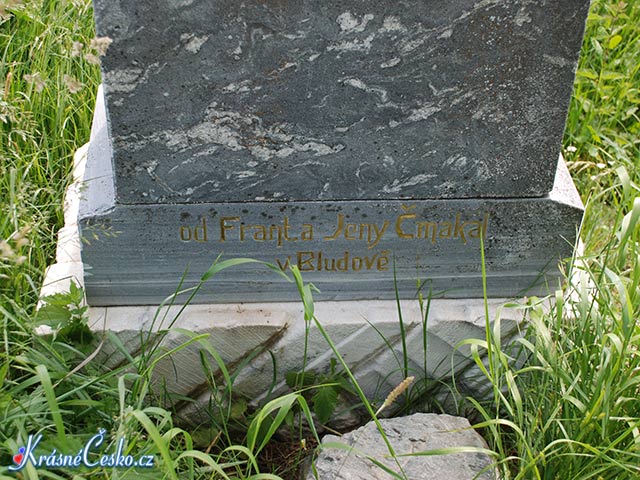 od Franta Jeny Čmakal
v Bludově
KrásnéČesko.cz